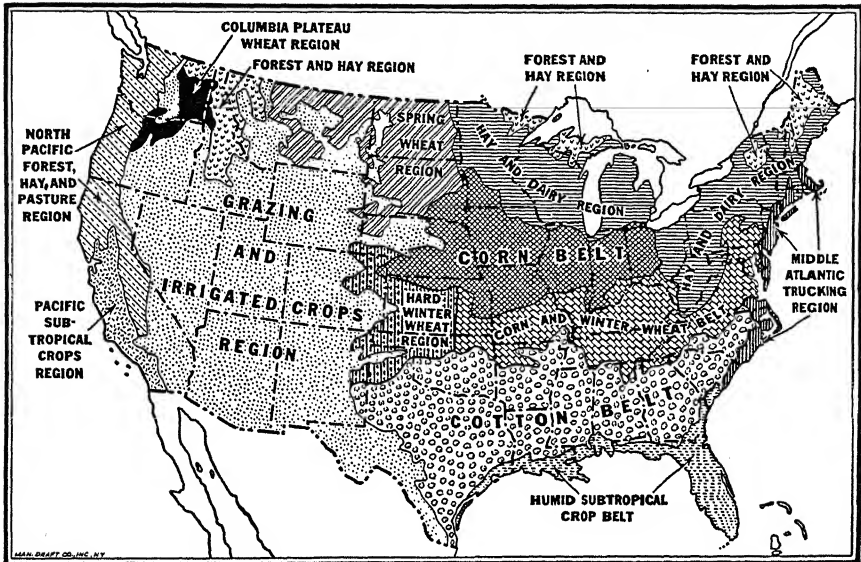 COLUMBIA PLATEAU
WHEAT REGION
FOREST AND HAY REGION
FOREST AND
HAY REGION
FOREST AND
HAY REGION
NORTH
PACIFIC
FOREST,
HAY, AND
PASTURE
REGION
SPRING
WHEAT
REGION
HAY AND DAIRY REGION
HAY AND DAIRY REGION
GRAZING
AND
IRRIGATED CROPS
REGION
CORN BELT
HARD
WINTER
WHEAT
REGION
CORN AND WINTER WHEAT BELT
MIDDLE
ATLANTIC
TRUCKING
REGION
PACIFIC
SUB-
TROPICAL
CROPS
REGION
COTTON BELT
HUMID SUBTROPICAL
CROP BELT
MAN. DRAFT CO., INC., N.Y.